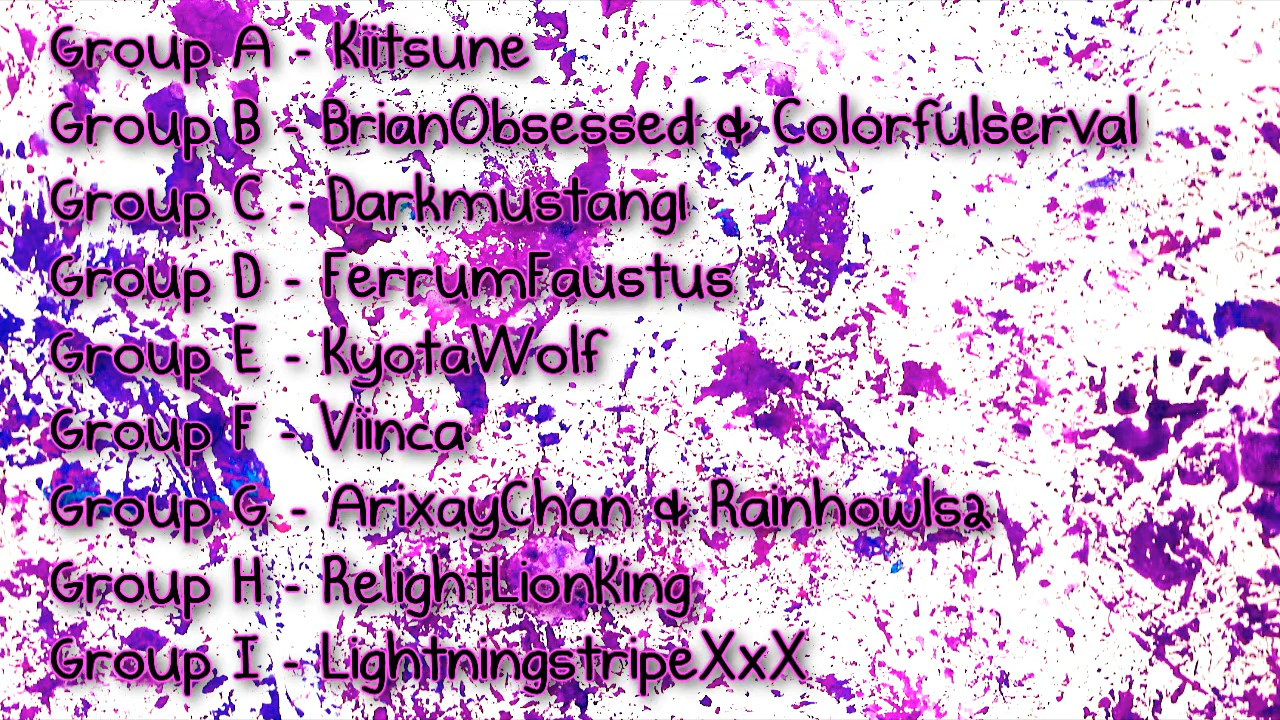 Group A - Kiitsune
Group B - BrianObsessed & Colorfulserval
Group C - Darkmustang1
Group D - FerrumFaustus
Group E - KyotaWolf
Group F - Viinca
Group G - ArixayChan & Rainhowls2
Group H - RelightLionKing
Group I - LightningstripeXxX